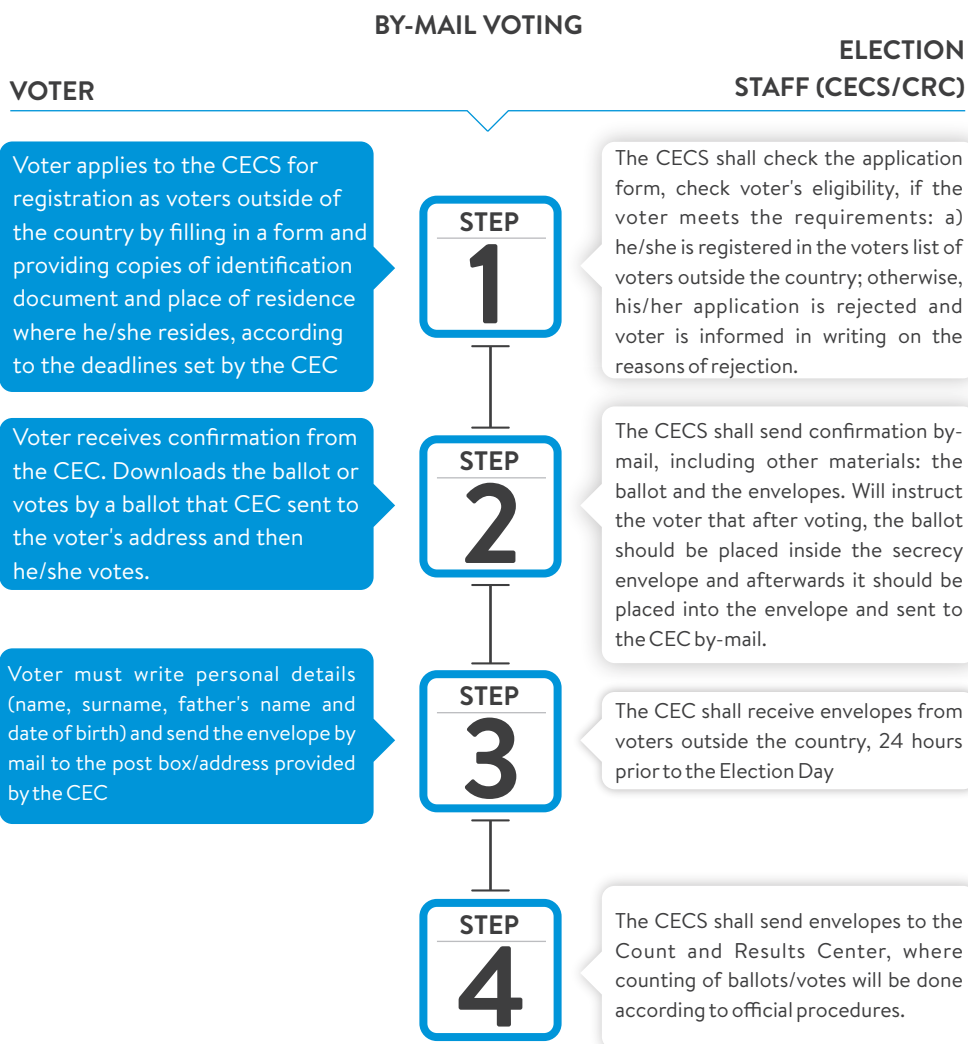 BY-MAIL VOTING
VOTER
ELECTION
STAFF (CECS/CRC)
Voter applies to the CECS for
registration as voters outside of
the country by filling in a form and
providing copies of identification
document and place of residence
where he/she resides, according
to the deadlines set by the CEC
STEP
1
The CECS shall check the application
form, check voter's eligibility, if the
voter meets the requirements: a)
he/she is registered in the voters list of
voters outside the country; otherwise,
his/her application is rejected and
voter is informed in writing on the
reasons of rejection.
Voter receives confirmation from
the CEC. Downloads the ballot or
votes by a ballot that CEC sent to
the voter's address and then
he/she votes.
STEP
2
The CECS shall send confirmation by-
mail, including other materials: the
ballot and the envelopes. Will instruct
the voter that after voting, the ballot
should be placed inside the secrecy
envelope and afterwards it should be
placed into the envelope and sent to
the CEC by-mail.
Voter must write personal details
(name, surname, father's name and
date of birth) and send the envelope by
mail to the post box/address provided
by the CEC
STEP
3
The CEC shall receive envelopes from
voters outside the country, 24 hours
prior to the Election Day
STEP
4
The CECS shall send envelopes to the
Count and Results Center, where
counting of ballots/votes will be done
according to official procedures.